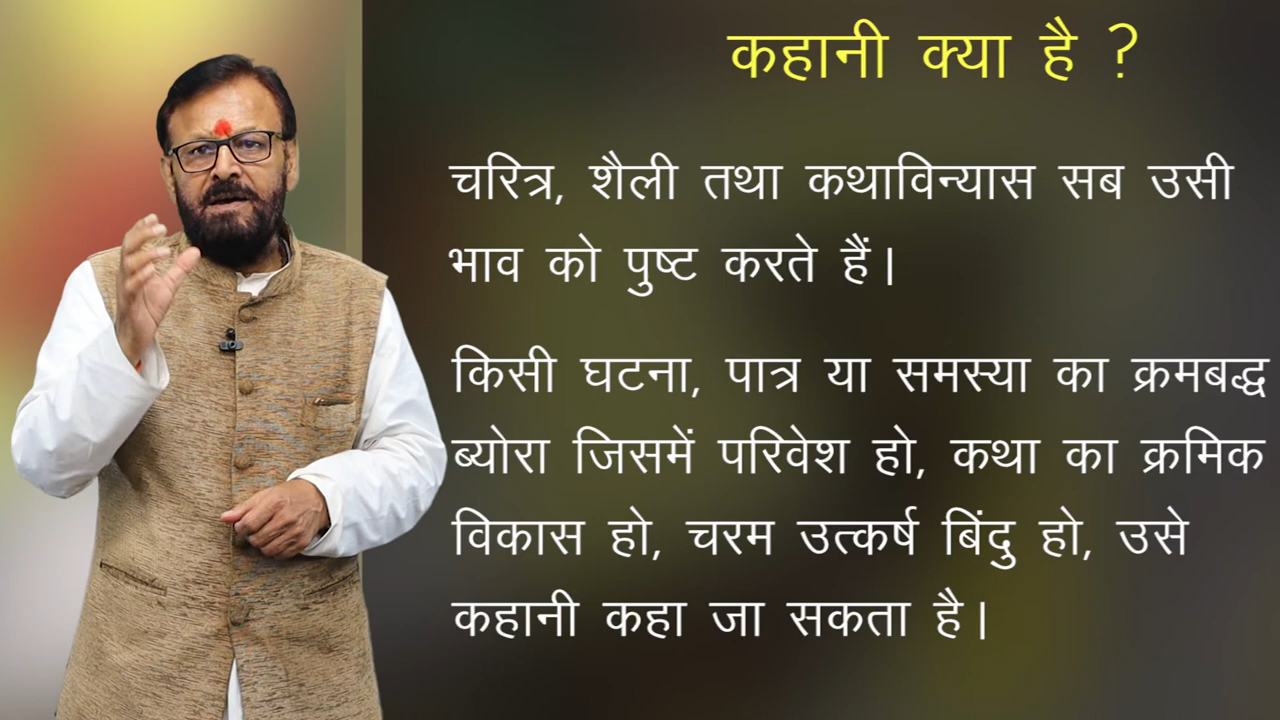 कहानी क्या है ?
चरित्र, शैली तथा कथाविन्यास सब उसी
भाव को पुष्ट करते हैं।
किसी घटना, पात्र या समस्या का क्रमबद्ध
ब्योरा जिसमें परिवेश हो, कथा का क्रमिक
विकास हो, चरम उत्कर्ष बिंदु हो, उसे
कहानी कहा जा सकता है।